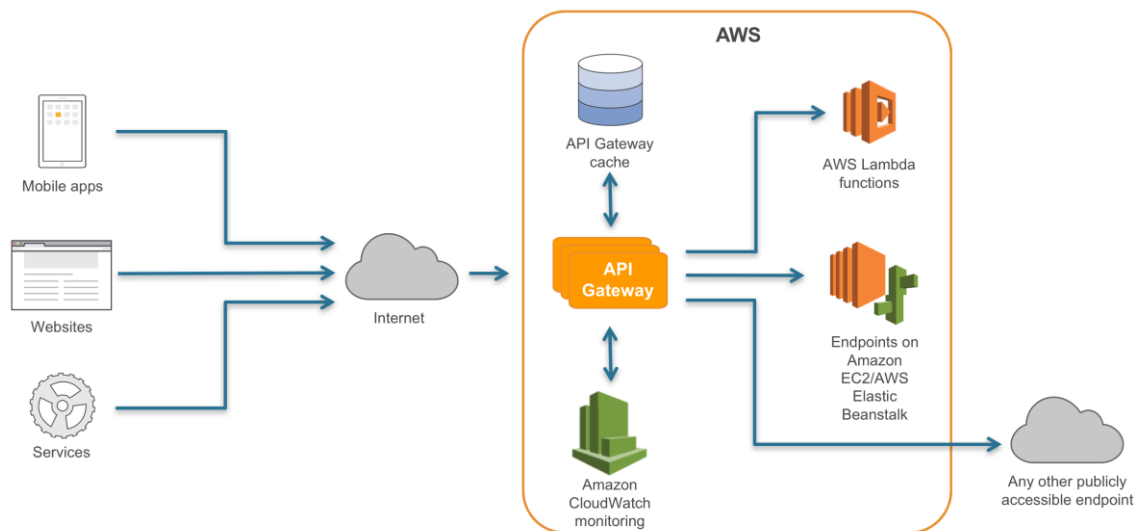 AWS
Mobile apps
Websites
Services
Internet
API Gateway
cache
API
Gateway
Amazon
CloudWatch
monitoring
AWS Lambda
functions
Endpoints on
Amazon
EC2/AWS
Elastic
Beanstalk
Any other publicly
accessible endpoint